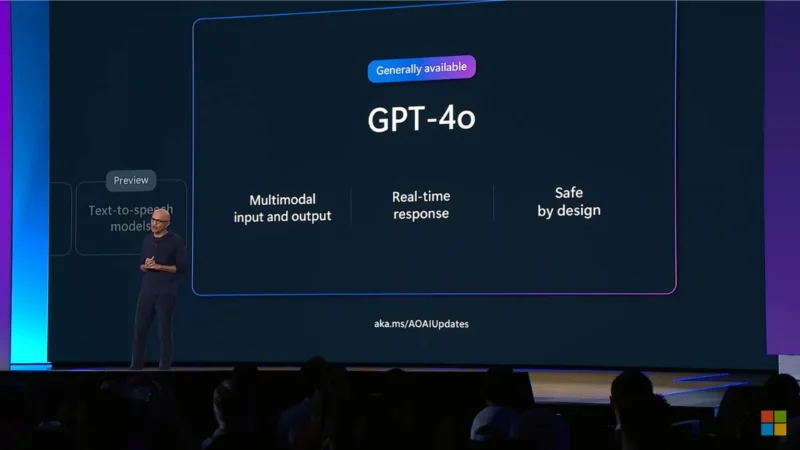 Generally available
GPT-4o
Preview
Text-to-speech
models
Multimodal
input and output
Real-time
response
Safe
by design
aka.ms/AOAIUpdates